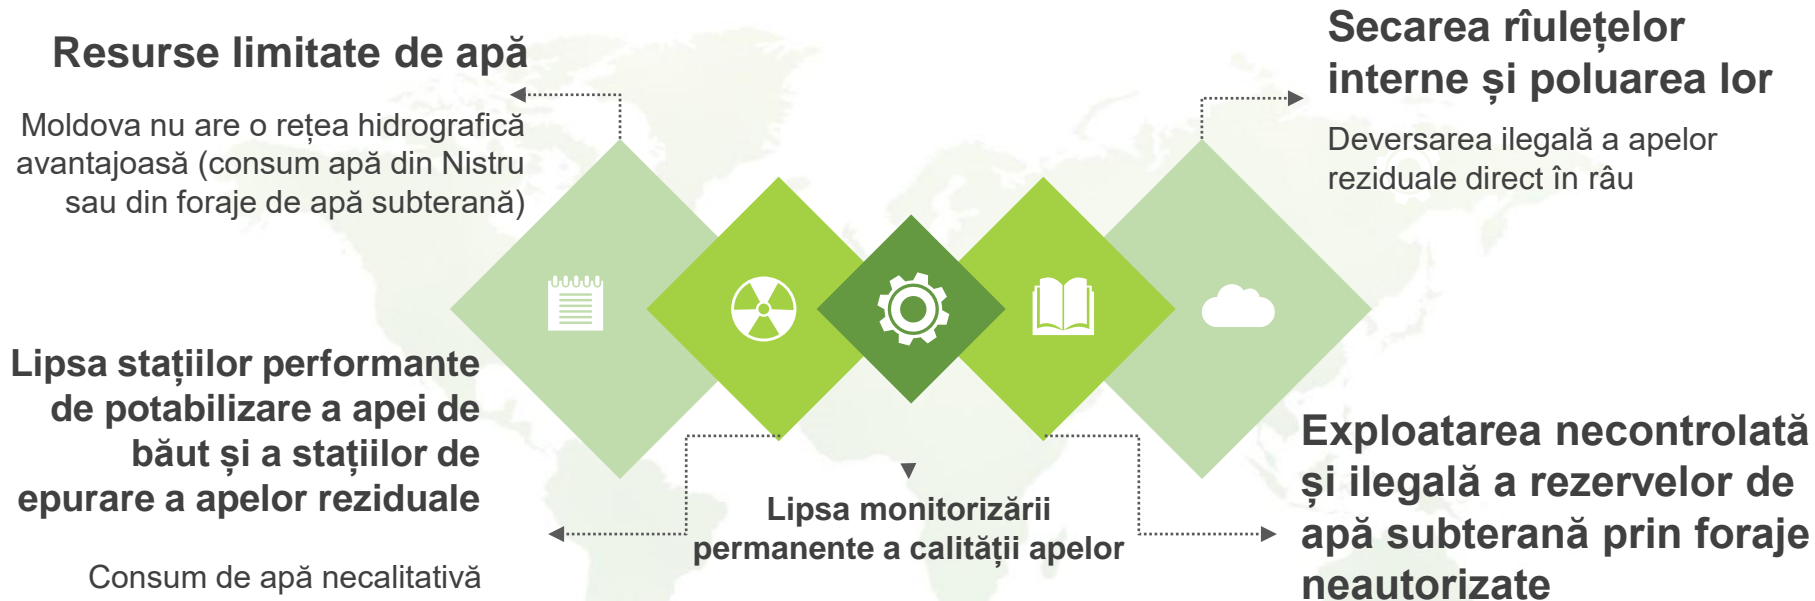 Resurse limitate de apă
Moldova nu are o rețea hidrografică
avantajoasă (consum apă din Nistru
sau din foraje de apă subterană)
Secarea rîulețelor
interne și poluarea lor
Deversarea ilegală a apelor
reziduale direct în râu
Lipsa stațiilor performante
de potabilizare a apei de
băut și a stațiilor de
epurare a apelor reziduale
Consum de apă necalitativă
Lipsa monitorizării
permanente a calității apelor
Exploatarea necontrolată
și ilegală a rezervelor de
apă subterană prin foraje
neautorizate